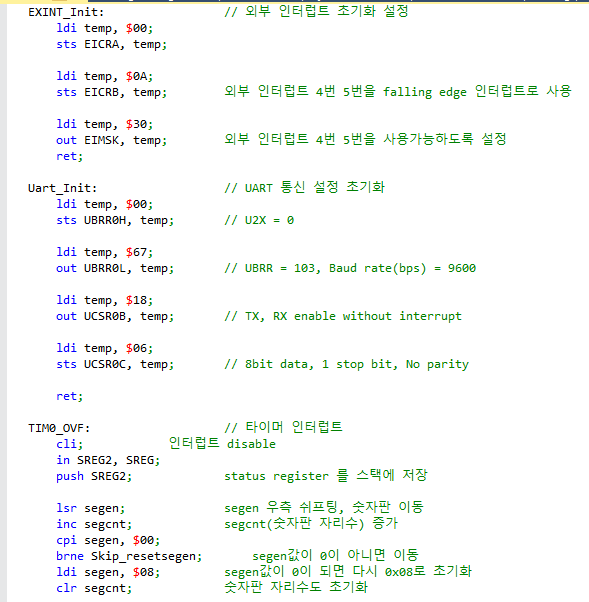 EXINT_Init: // 외부 인터럽트 초기화 설정
ldi temp, $00;
sts EICRA, temp;
ldi temp, $0A;
sts EICRB, temp; 외부 인터럽트 4번 5번을 falling edge 인터럽트로 사용
ldi temp, $30;
out EIMSK, temp; 외부 인터럽트 4번 5번을 사용가능하도록 설정
ret;
Uart_Init: // UART 통신 설정 초기화
ldi temp, $00;
sts UBRR0H, temp; // U2X = 0
ldi temp, $67;
out UBRR0L, temp; // UBRR = 103, Baud rate(bps) = 9600
ldi temp, $18;
out UCSR0B, temp; // TX, RX enable without interrupt
ldi temp, $06;
sts UCSR0C, temp; // 8bit data, 1 stop bit, No parity
ret;
TIM0_OVF: // 타이머 인터럽트
cli; 인터럽트 disable
in SREG2, SREG;
push SREG2; status register 를 스택에 저장
lsr segen; segen 우측 쉬프팅, 숫자판 이동
inc segcnt; segcnt(숫자판 자리수) 증가
cpi segen, $00;
brne Skip_resetsegen; segen값이 0이 아니면 이동
ldi segen, $08; segen값이 0이 되면 다시 0x08로 초기화
clr segcnt; 숫자판 자리수도 초기화